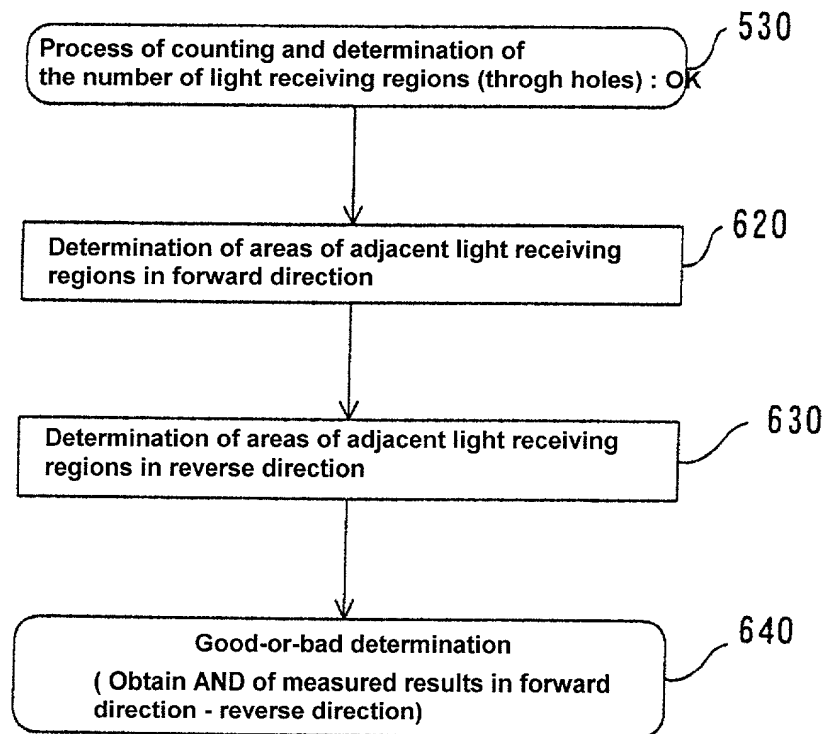 530
Process of counting and determination of
the number of light receiving regions (throgh holes) : OK
620
Determination of areas of adjacent light receiving
regions in forward direction
630
Determination of areas of adjacent light receiving
regions in reverse direction
640
Good-or-bad determination
( Obtain AND of measured results in forward
direction - reverse direction)